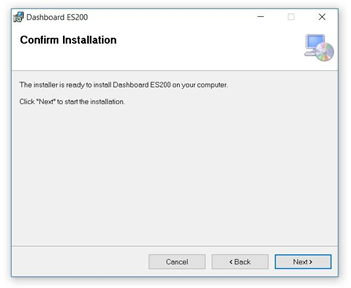 Dashboard ES200
Confirm Installation
The installer is ready to install Dashboard ES200 on your computer.
Click "Next" to start the installation.
Cancel
< Back
Next >